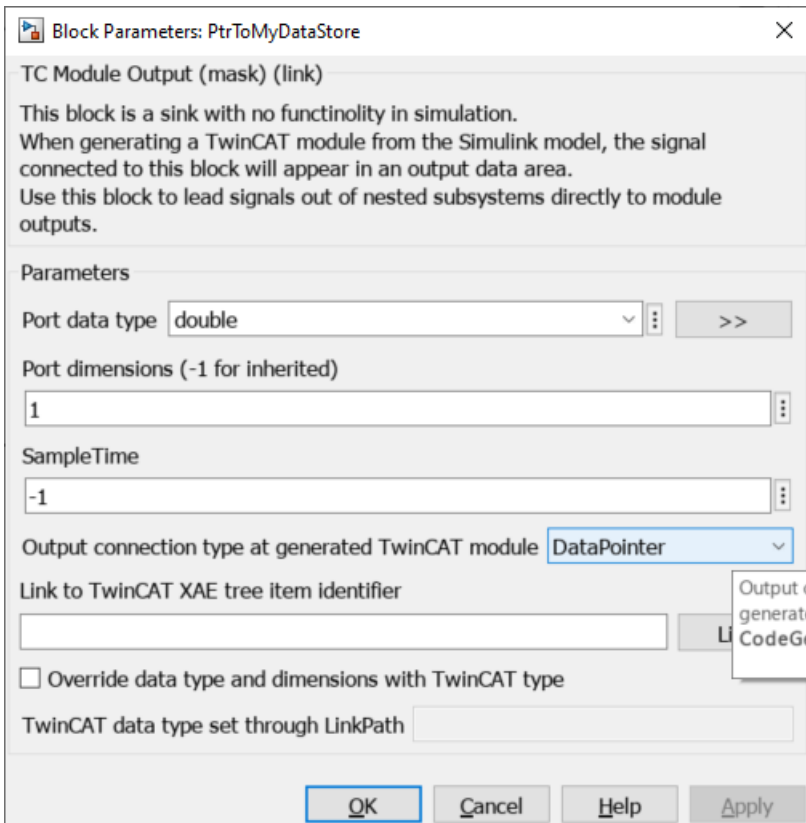 Block Parameters: PtrToMyDataStore
TC Module Output (mask) (link)
This block is a sink with no functinolity in simulation.
When generating a TwinCAT module from the Simulink model, the signal
connected to this block will appear in an output data area.
Use this block to lead signals out of nested subsystems directly to module
outputs.
Parameters
Port data type double >>
Port dimensions (-1 for inherited)
1
SampleTime
-1
Output connection type at generated TwinCAT module DataPointer
Link to TwinCAT XAE tree item identifier
Output
generate
Li CodeGe
Override data type and dimensions with TwinCAT type
TwinCAT data type set through LinkPath
OK Cancel Help Apply